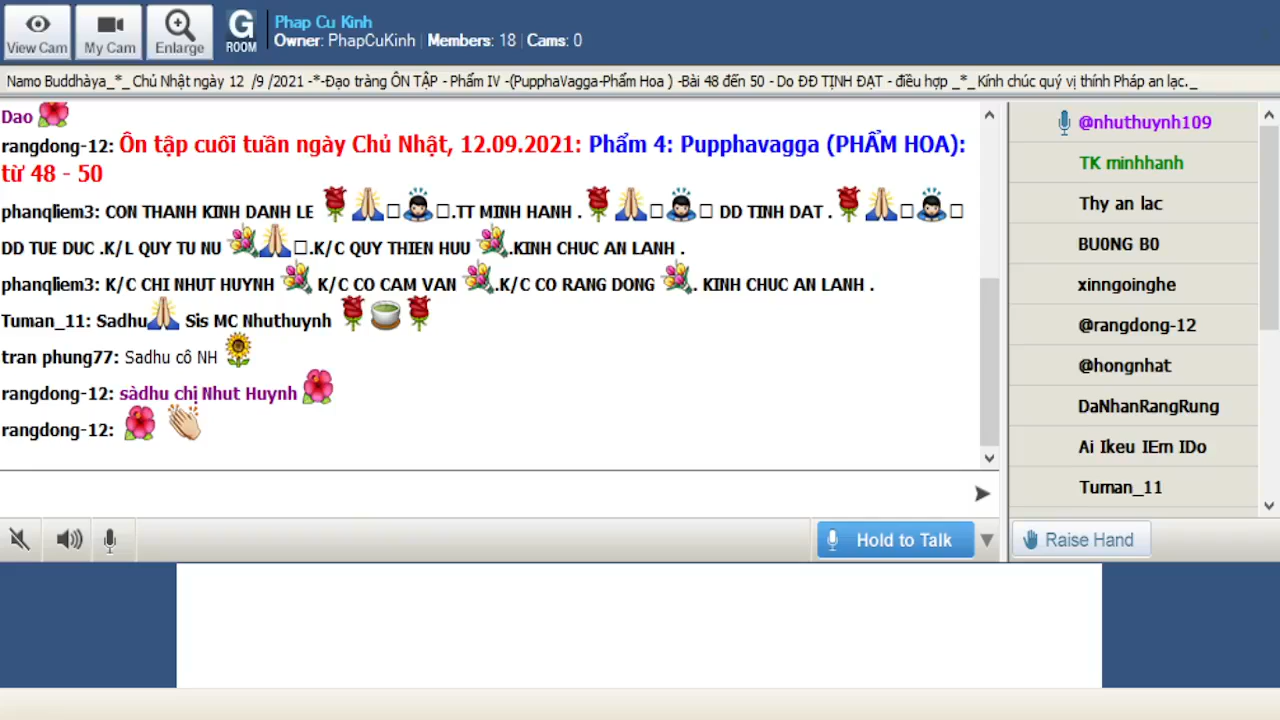 View Cam
My Cam
Enlarge
G
ROOM
Phap Cu Kinh
Owner: PhapCuKinh | Members: 18 | Cams: 0
Namo Buddhàya_*_ Chủ Nhật ngày 12 /9 /2021 -*-Đạo tràng ÔN TẬP - Phẩm IV -(PupphaVagga-Phẩm Hoa ) -Bài 48 đến 50 - Do ĐĐ TỊNH ĐẠT - điều hợp _*_ Kính chúc quý vị thính Pháp an lạc._
Dao
rangdong-12: Ôn tập cuối tuần ngày Chủ Nhật, 12.09.2021: Phẩm 4: Pupphavagga (PHẨM HOA):
từ 48 - 50
phanqliem3: CON THANH KINH DANH LE .TT MINH HANH . DD TINH DAT .
DD TUE DUC .K/L QUY TU NU .K/C QUY THIEN HUU .KINH CHUC AN LANH .
phanqliem3: K/C CHI NHUT HUYNH K/C CO CAM VAN .K/C CO RANG DONG . KINH CHUC AN LANH .
Tuman_11: Sadhu Sis MC Nhuthuynh
tran phung77: Sadhu cô NH
rangdong-12: sàdhu chị Nhut Huynh
rangdong-12:
@nhuthuynh109
TK minhhanh
Thy an lac
BU0NG B0
xinngoinghe
@rangdong-12
@hongnhat
DaNhanRangRung
Ai Ikeu IEm IDo
Tuman_11
Hold to Talk
Raise Hand